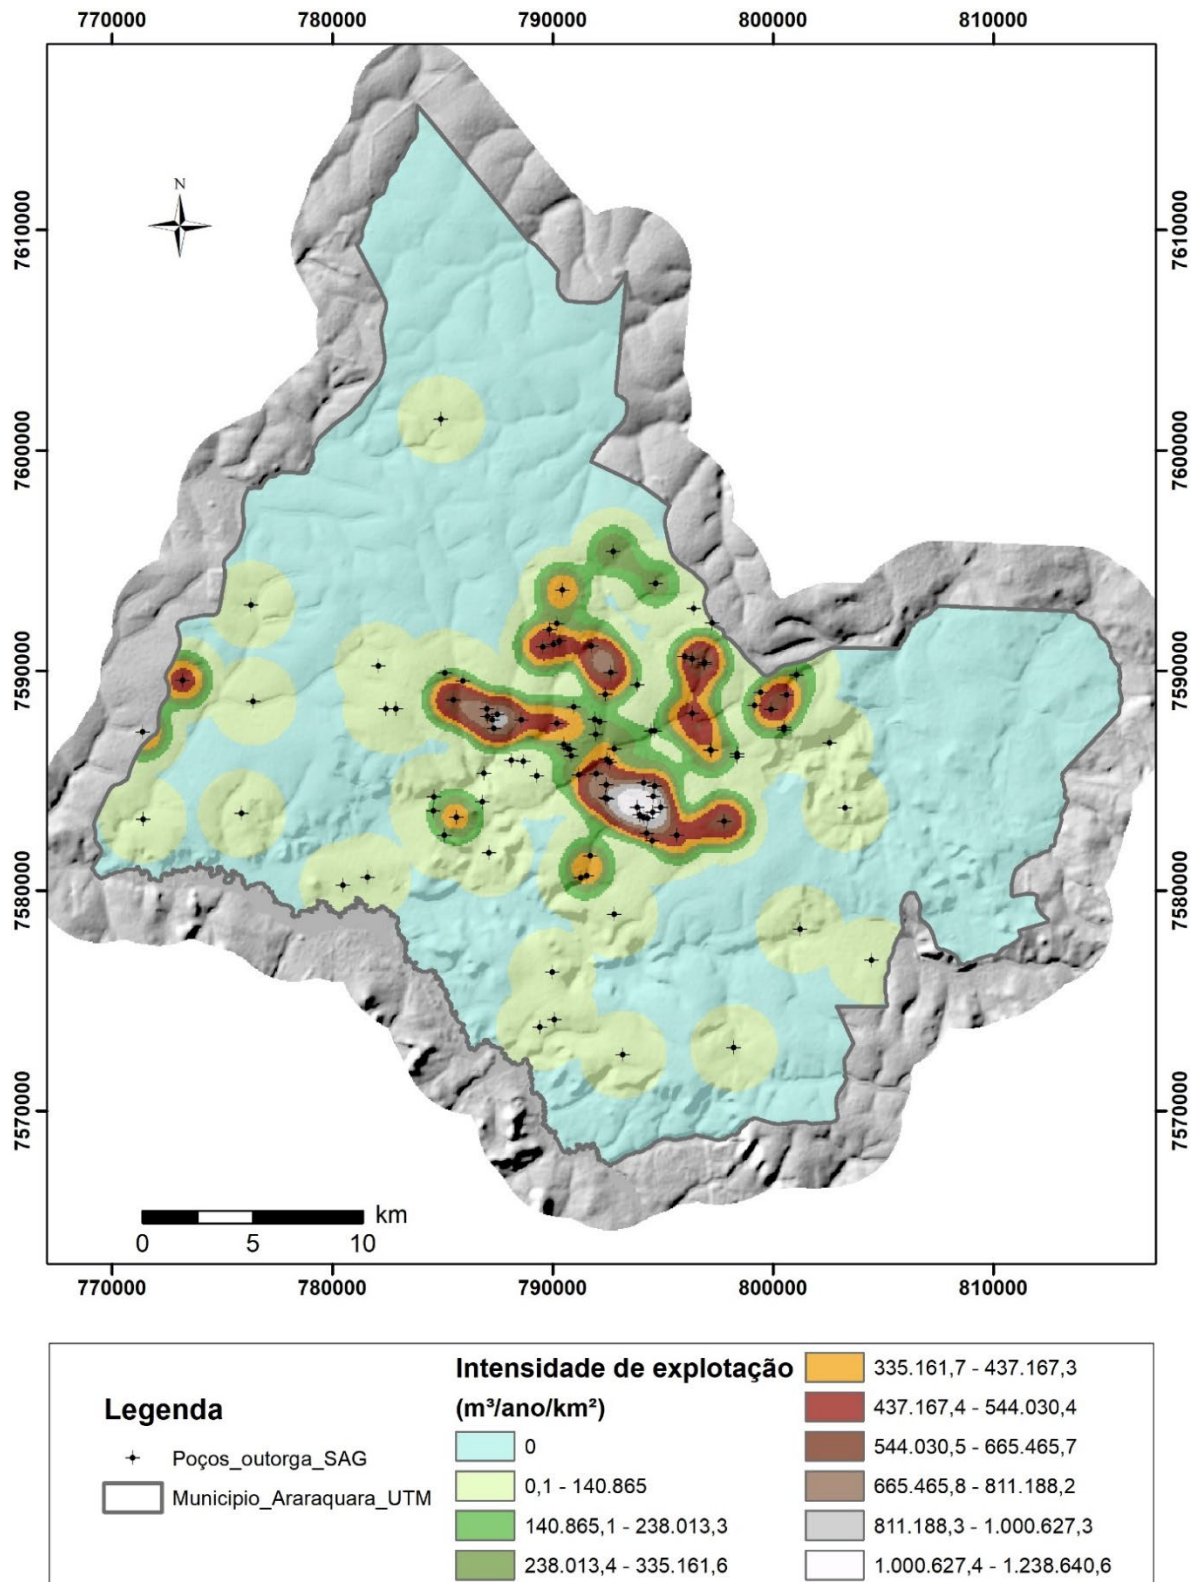 770000 780000 790000 800000 810000
N
7610000 7610000
7600000 7600000
7590000 7590000
7580000 7580000
7570000 7570000
km
0 5 10
770000 780000 790000 800000 810000
Legenda
Poços_outorga_SAG
Municipio_Araraquara_UTM
Intensidade de explotação
(m³/ano/km²)
0
0,1 - 140.865
140.865,1 - 238.013,3
238.013,4 - 335.161,6
335.161,7 - 437.167,3
437.167,4 - 544.030,4
544.030,5 - 665.465,7
665.465,8 - 811.188,2
811.188,3 - 1.000.627,3
1.000.627,4 - 1.238.640,6